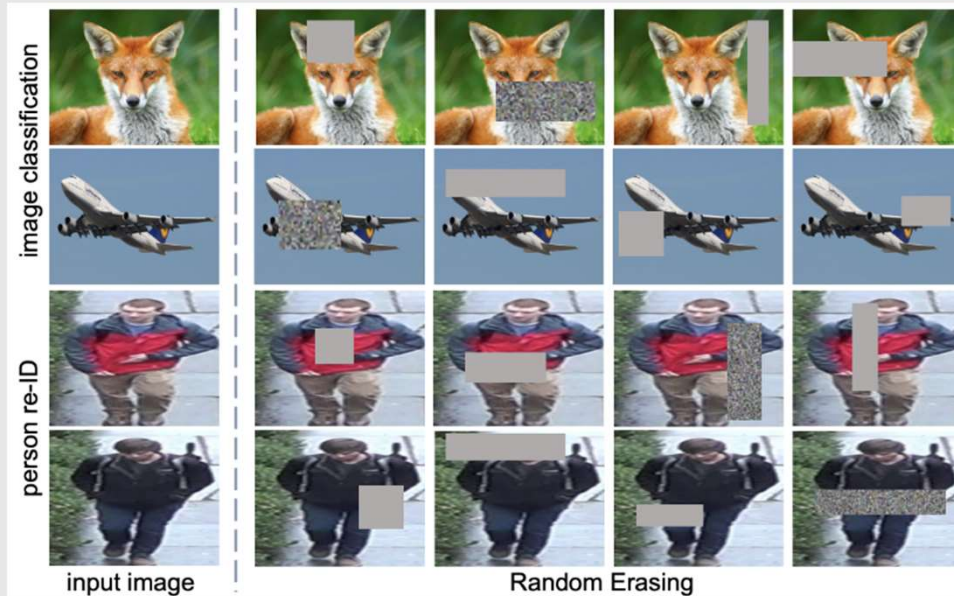 image classification
person re-ID
input image
Random Erasing